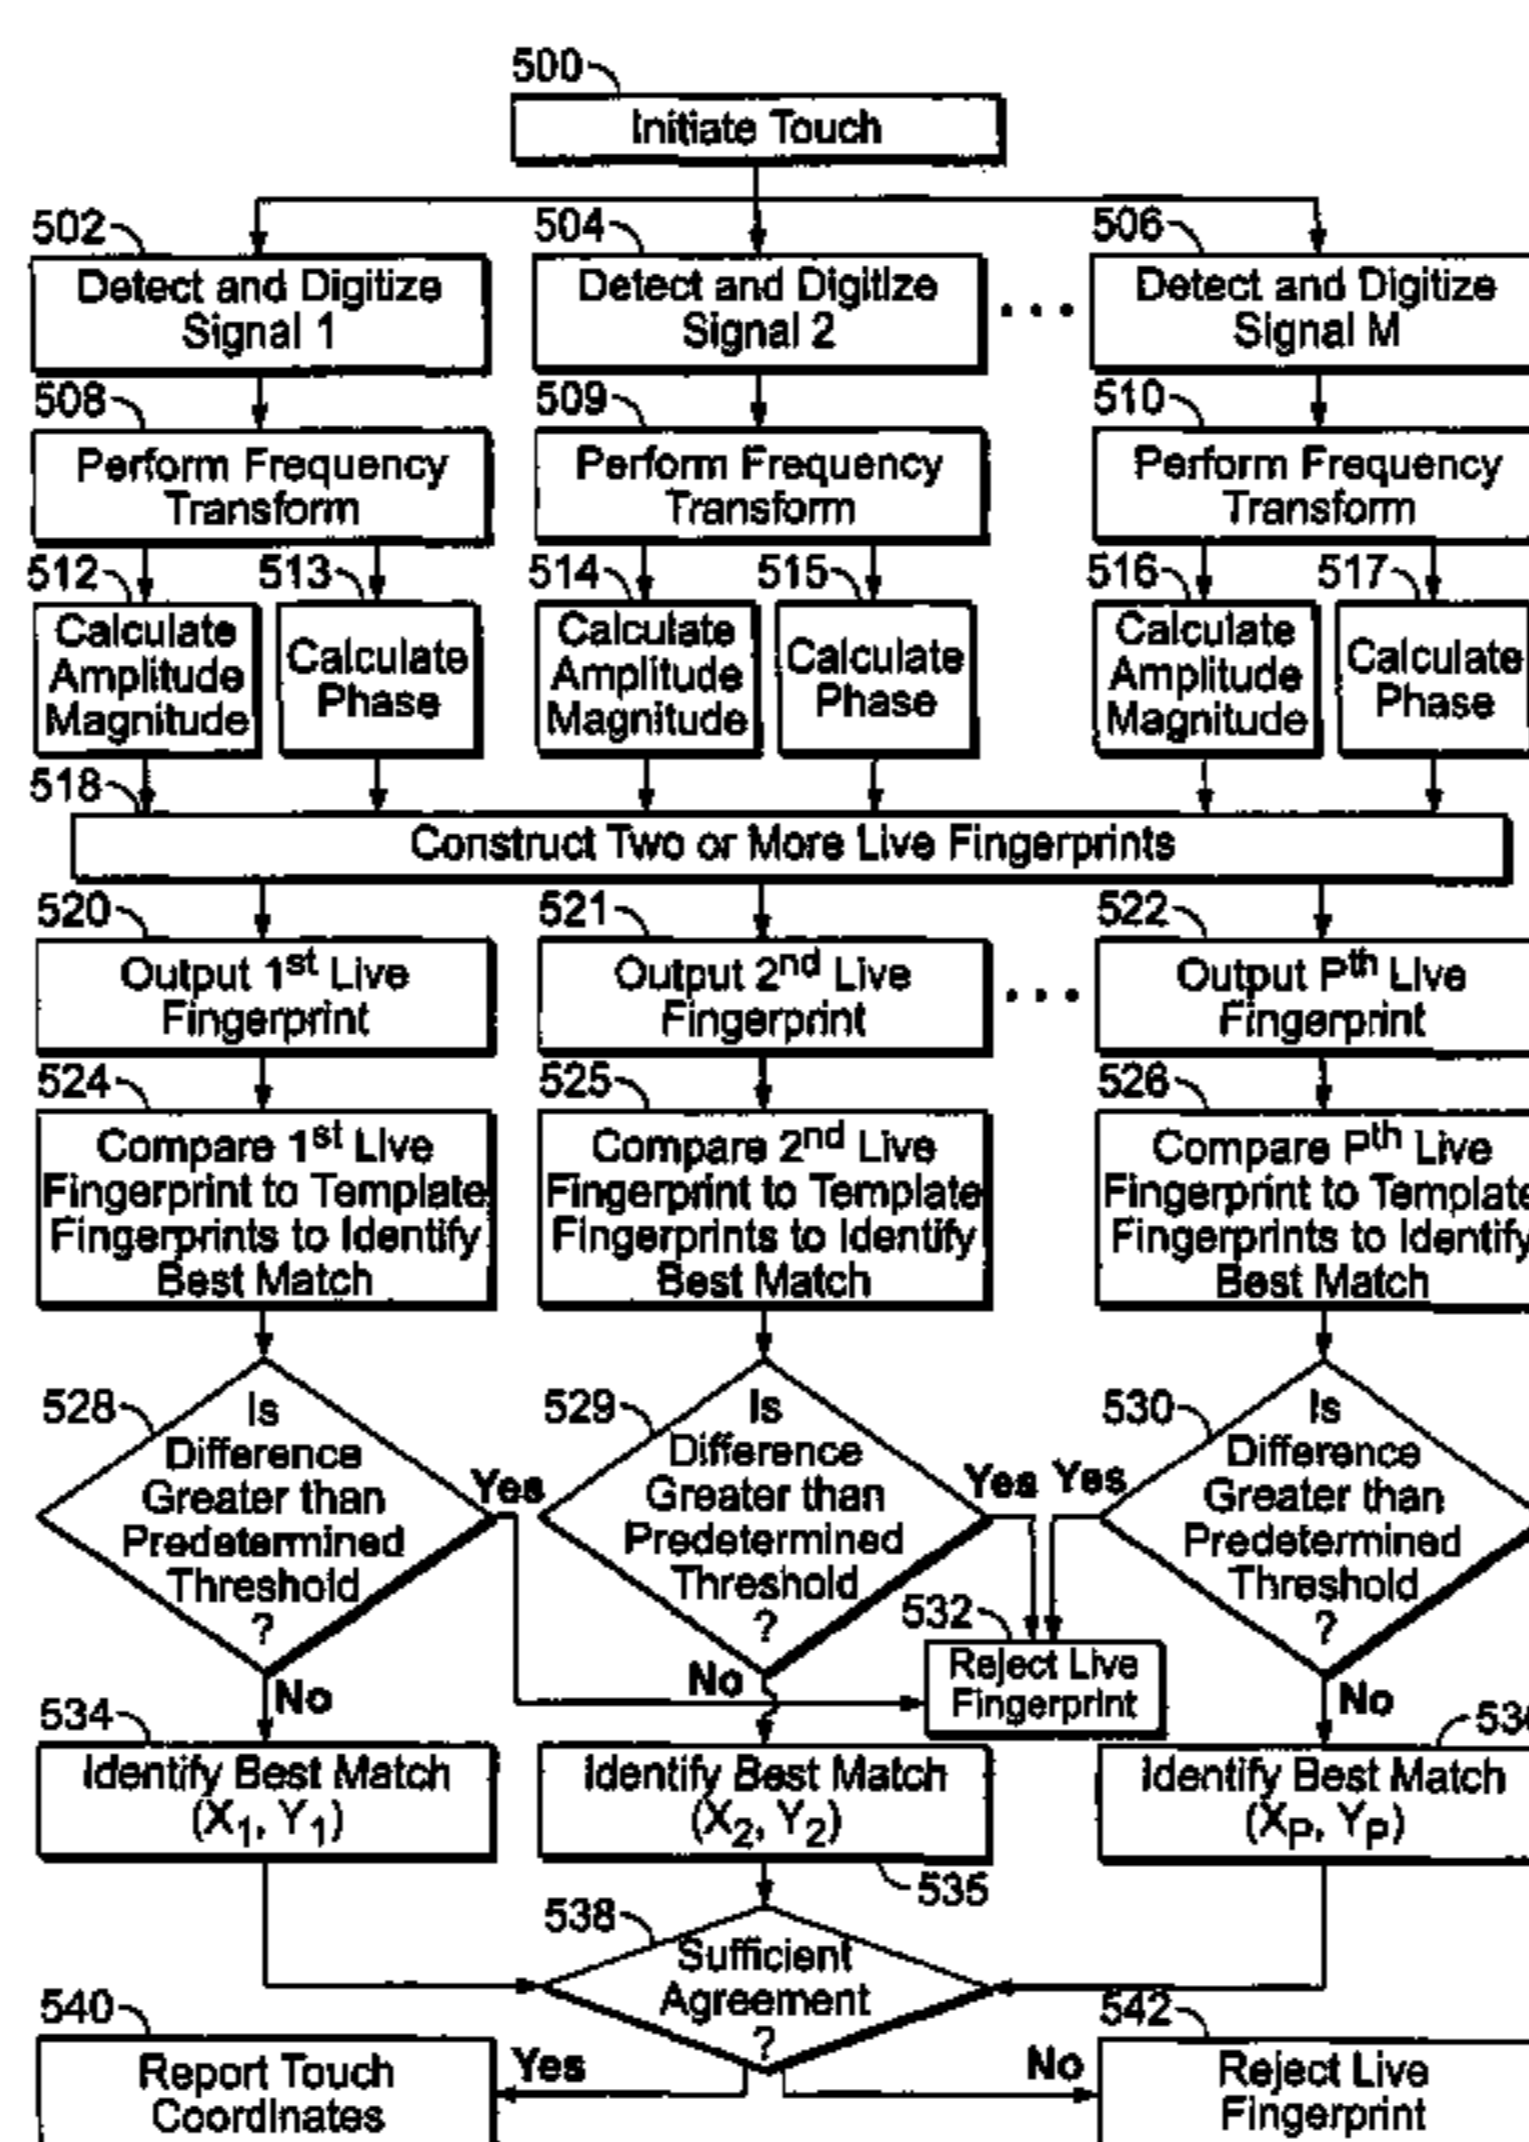 500
Initiate Touch
502
504
506
Detect and Digitize
Signal 1
Detect and Digitize
Signal 2
• • •
Detect and Digitize
Signal M
508
509
510
Perform Frequency
Transform
Perform Frequency
Transform
Perform Frequency
Transform
512
513
514
515
516
517
Calculate
Amplitude
Magnitude
Calculate
Phase
Calculate
Amplitude
Magnitude
Calculate
Phase
Calculate
Amplitude
Magnitude
Calculate
Phase
518
Construct Two or More Live Fingerprints
520
521
522
Output 1st Live
Fingerprint
Output 2nd Live
Fingerprint
• • •
Output Pth Live
Fingerprint
524
525
526
Compare 1st Live
Fingerprint to Template
Fingerprints to Identify
Best Match
Compare 2nd Live
Fingerprint to Template
Fingerprints to Identify
Best Match
Compare Pth Live
Fingerprint to Template
Fingerprints to Identify
Best Match
528
529
530
Is
Difference
Greater than
Predetermined
Threshold
?
Yes
Is
Difference
Greater than
Predetermined
Threshold
?
Yes
Yes
Is
Difference
Greater than
Predetermined
Threshold
?
532
Reject Live
Fingerprint
No
No
No
534
Identify Best Match
(X1, Y1)
Identify Best Match
(X2, Y2)
535
Identify Best Match
(XP, YP)
538
Sufficient
Agreement
?
540
Yes
No
542
Report Touch
Coordinates
Reject Live
Fingerprint